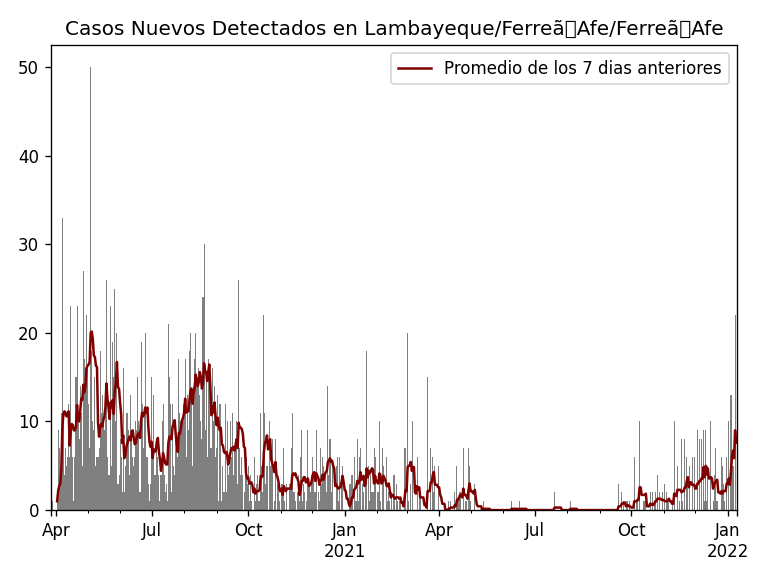 Casos Nuevos Detectados en Lambayeque/Ferreã Afe/Ferreã Afe
Promedio de los 7 dias anteriores
50
40
30
20
10
0
Apr Jul Oct Jan Apr Jul Oct Jan
2021 2022